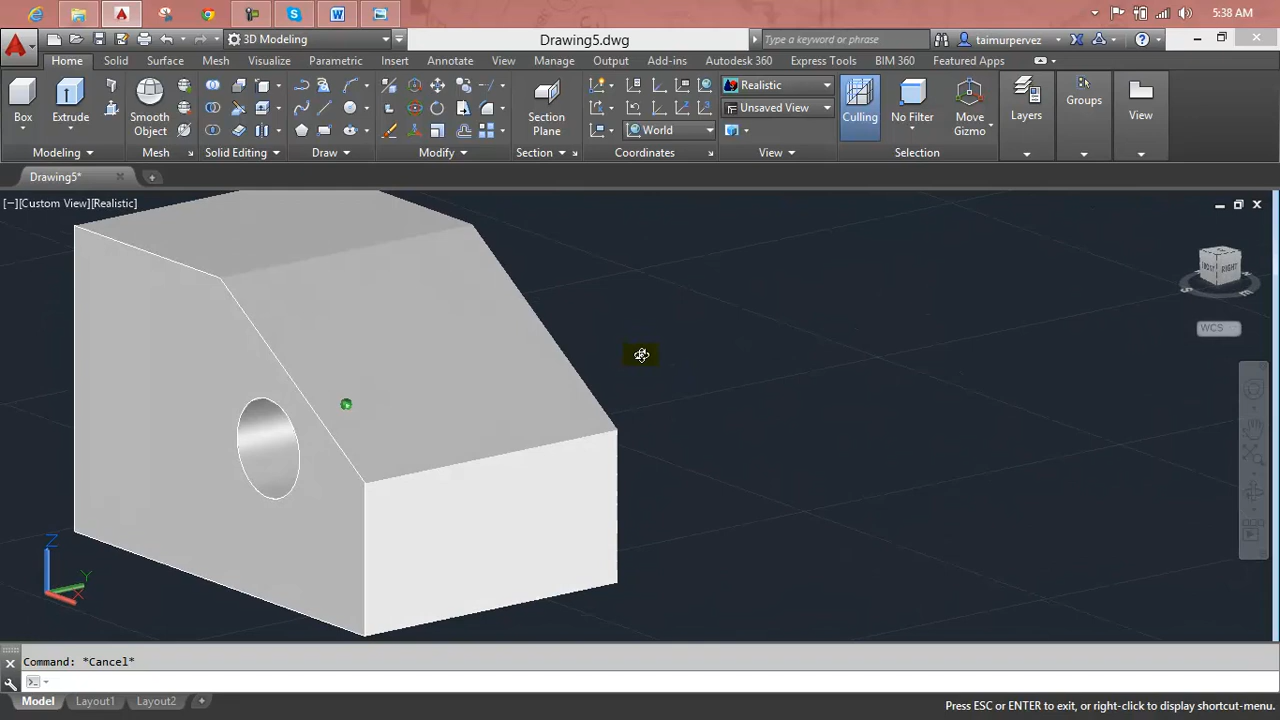 5:38 AM
3D Modeling
Drawing5.dwg
Type a keyword or phrase
taimurpervez
Home Solid Surface Mesh Visualize Parametric Insert Annotate View Manage Output Add-ins Autodesk 360 Express Tools BIM 360 Featured Apps
Realistic
Unsaved View
World
Box
Extrude
Smooth
Object
Section
Plane
Culling
No Filter
Move
Gizmo
Layers
Groups
View
Modeling
Mesh
Solid Editing
Draw
Modify
Section
Coordinates
View
Selection
Drawing5*
[−][Custom View][Realistic]
RIGHT
S
E
WCS
Z
Y
X
Command: *Cancel*
Model Layout1 Layout2
Press ESC or ENTER to exit, or right-click to display shortcut-menu.